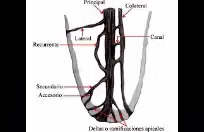 Principal
Colateral
Lateral
Recurrente
Canal
Secundario
Accesorio
Deltas o ramificaciones apicales